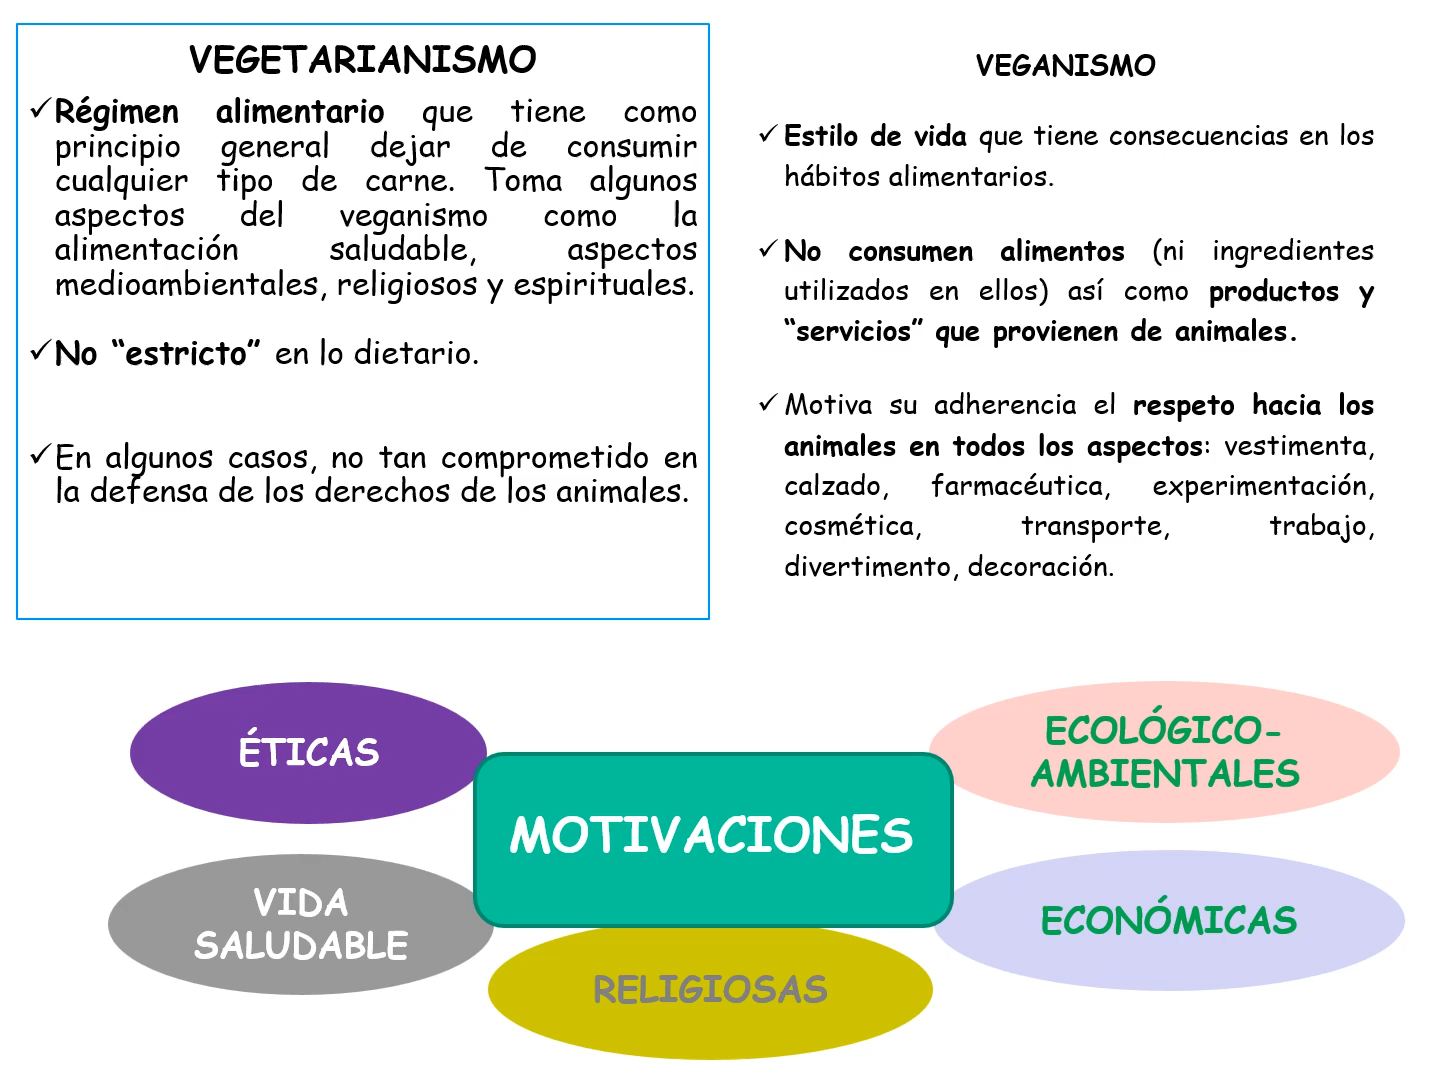 VEGETARIANISMO
✓ Régimen alimentario que tiene como
principio general dejar de consumir
cualquier tipo de carne. Toma algunos
aspectos del veganismo como la
alimentación saludable, aspectos
medioambientales, religiosos y espirituales.
✓ No “estricto” en lo dietario.
✓ En algunos casos, no tan comprometido en
la defensa de los derechos de los animales.
VEGANISMO
✓ Estilo de vida que tiene consecuencias en los
hábitos alimentarios.
✓ No consumen alimentos (ni ingredientes
utilizados en ellos) así como productos y
“servicios” que provienen de animales.
✓ Motiva su adherencia el respeto hacia los
animales en todos los aspectos: vestimenta,
calzado, farmacéutica, experimentación,
cosmética, transporte, trabajo,
divertimento, decoración.
ÉTICAS
ECOLÓGICO-
AMBIENTALES
MOTIVACIONES
VIDA
SALUDABLE
ECONÓMICAS
RELIGIOSAS